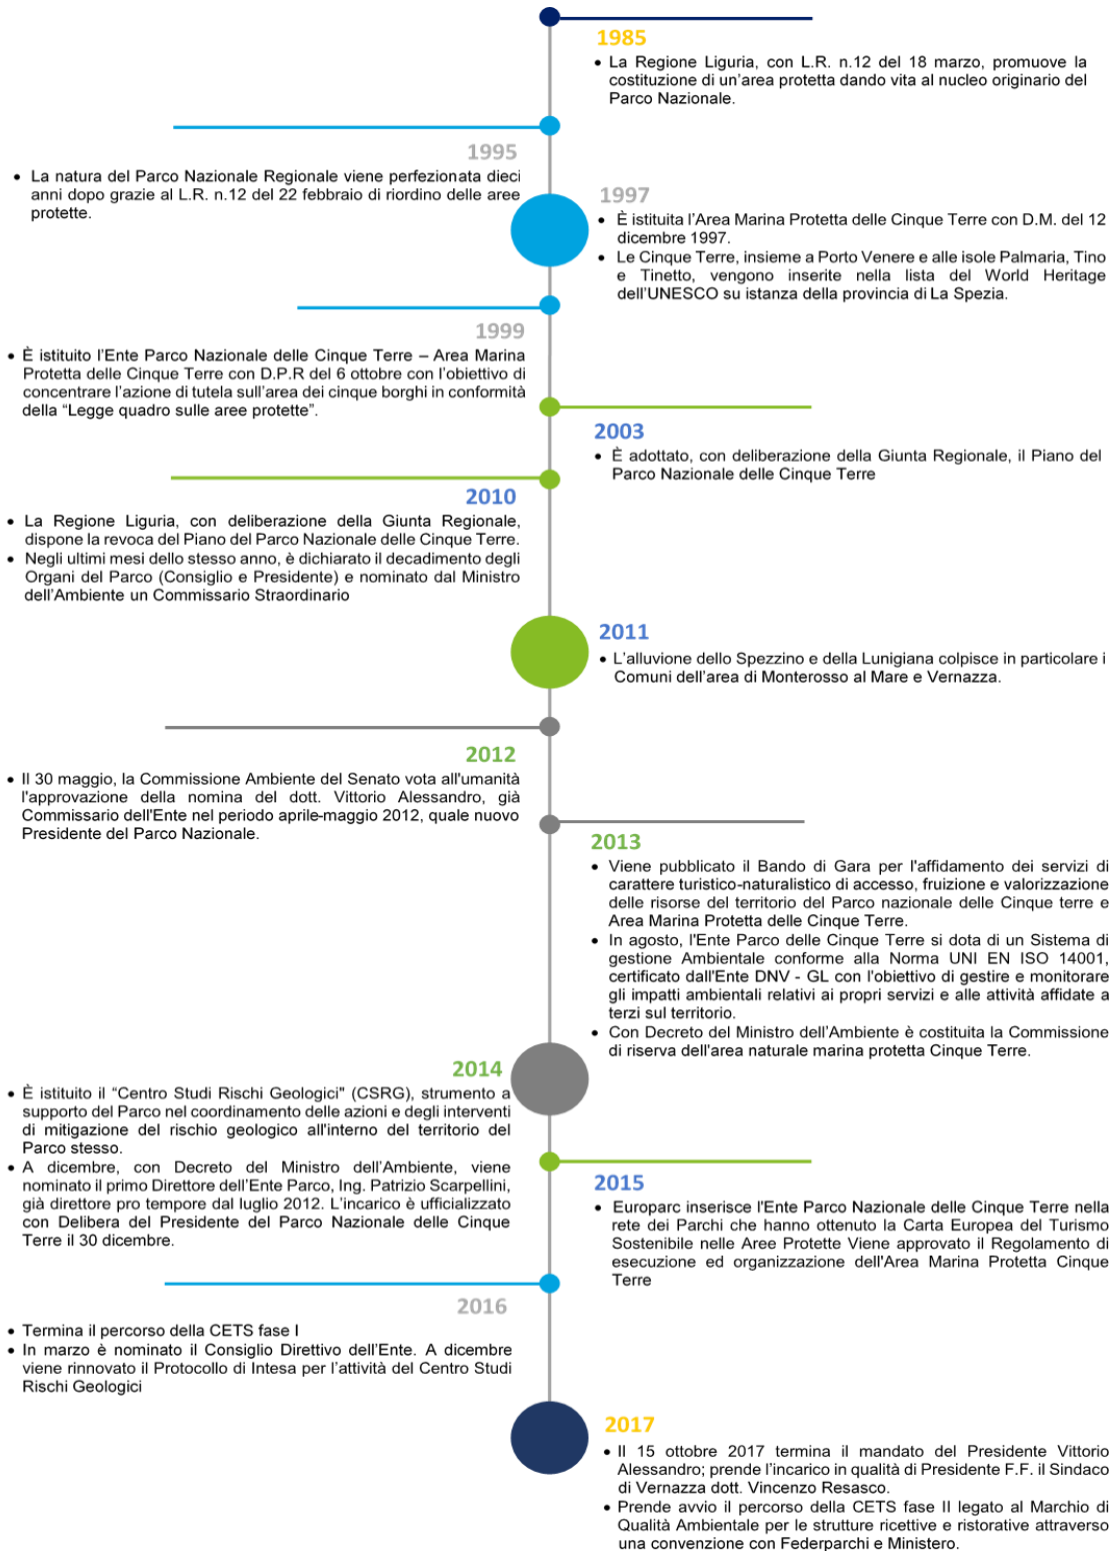 1985
• La Regione Liguria, con L.R. n.12 del 18 marzo, promuove la
costituzione di un'area protetta dando vita al nucleo originario del
Parco Nazionale.
1995
• La natura del Parco Nazionale Regionale viene perfezionata dieci
anni dopo grazie al L.R. n.12 del 22 febbraio di riordino delle aree
protette.
1997
• È istituita l'Area Marina Protetta delle Cinque Terre con D.M. del 12
dicembre 1997.
• Le Cinque Terre, insieme a Porto Venere e alle isole Palmaria, Tino
e Tinetto, vengono inserite nella lista del World Heritage
dell'UNESCO su istanza della provincia di La Spezia.
1999
• È istituito l'Ente Parco Nazionale delle Cinque Terre – Area Marina
Protetta delle Cinque Terre con D.P.R del 6 ottobre con l'obiettivo di
concentrare l'azione di tutela sull'area dei cinque borghi in conformità
della "Legge quadro sulle aree protette".
2003
• È adottato, con deliberazione della Giunta Regionale, il Piano del
Parco Nazionale delle Cinque Terre
2010
• La Regione Liguria, con deliberazione della Giunta Regionale,
dispone la revoca del Piano del Parco Nazionale delle Cinque Terre.
• Negli ultimi mesi dello stesso anno, è dichiarato il decadimento degli
Organi del Parco (Consiglio e Presidente) e nominato dal Ministro
dell'Ambiente un Commissario Straordinario
2011
• L'alluvione dello Spezzino e della Lunigiana colpisce in particolare i
Comuni dell'area di Monterosso al Mare e Vernazza.
2012
• Il 30 maggio, la Commissione Ambiente del Senato vota all'umanità
l'approvazione della nomina del dott. Vittorio Alessandro, già
Commissario dell'Ente nel periodo aprile-maggio 2012, quale nuovo
Presidente del Parco Nazionale.
2013
• Viene pubblicato il Bando di Gara per l'affidamento dei servizi di
carattere turistico-naturalistico di accesso, fruizione e valorizzazione
delle risorse del territorio del Parco nazionale delle Cinque terre e
Area Marina Protetta delle Cinque Terre.
• In agosto, l'Ente Parco delle Cinque Terre si dota di un Sistema di
gestione Ambientale conforme alla Norma UNI EN ISO 14001,
certificato dall'Ente DNV - GL con l'obiettivo di gestire e monitorare
gli impatti ambientali relativi ai propri servizi e alle attività affidate a
terzi sul territorio.
• Con Decreto del Ministro dell'Ambiente è costituita la Commissione
di riserva dell'area naturale marina protetta Cinque Terre.
2014
• È istituito il "Centro Studi Rischi Geologici" (CSRG), strumento a
supporto del Parco nel coordinamento delle azioni e degli interventi
di mitigazione del rischio geologico all'interno del territorio del
Parco stesso.
• A dicembre, con Decreto del Ministro dell'Ambiente, viene
nominato il primo Direttore dell'Ente Parco, Ing. Patrizio Scarpellini,
già direttore pro tempore dal luglio 2012. L'incarico è ufficializzato
con Delibera del Presidente del Parco Nazionale delle Cinque
Terre il 30 dicembre.
2015
• Europarc inserisce l'Ente Parco Nazionale delle Cinque Terre nella
rete dei Parchi che hanno ottenuto la Carta Europea del Turismo
Sostenibile nelle Aree Protette Viene approvato il Regolamento di
esecuzione ed organizzazione dell'Area Marina Protetta Cinque
Terre
2016
• Termina il percorso della CETS fase I
• In marzo è nominato il Consiglio Direttivo dell'Ente. A dicembre
viene rinnovato il Protocollo di Intesa per l'attività del Centro Studi
Rischi Geologici
2017
• Il 15 ottobre 2017 termina il mandato del Presidente Vittorio
Alessandro; prende l'incarico in qualità di Presidente F.F. il Sindaco
di Vernazza dott. Vincenzo Resasco.
• Prende avvio il percorso della CETS fase II legato al Marchio di
Qualità Ambientale per le strutture ricettive e ristorative attraverso
una convenzione con Federparchi e Ministero.